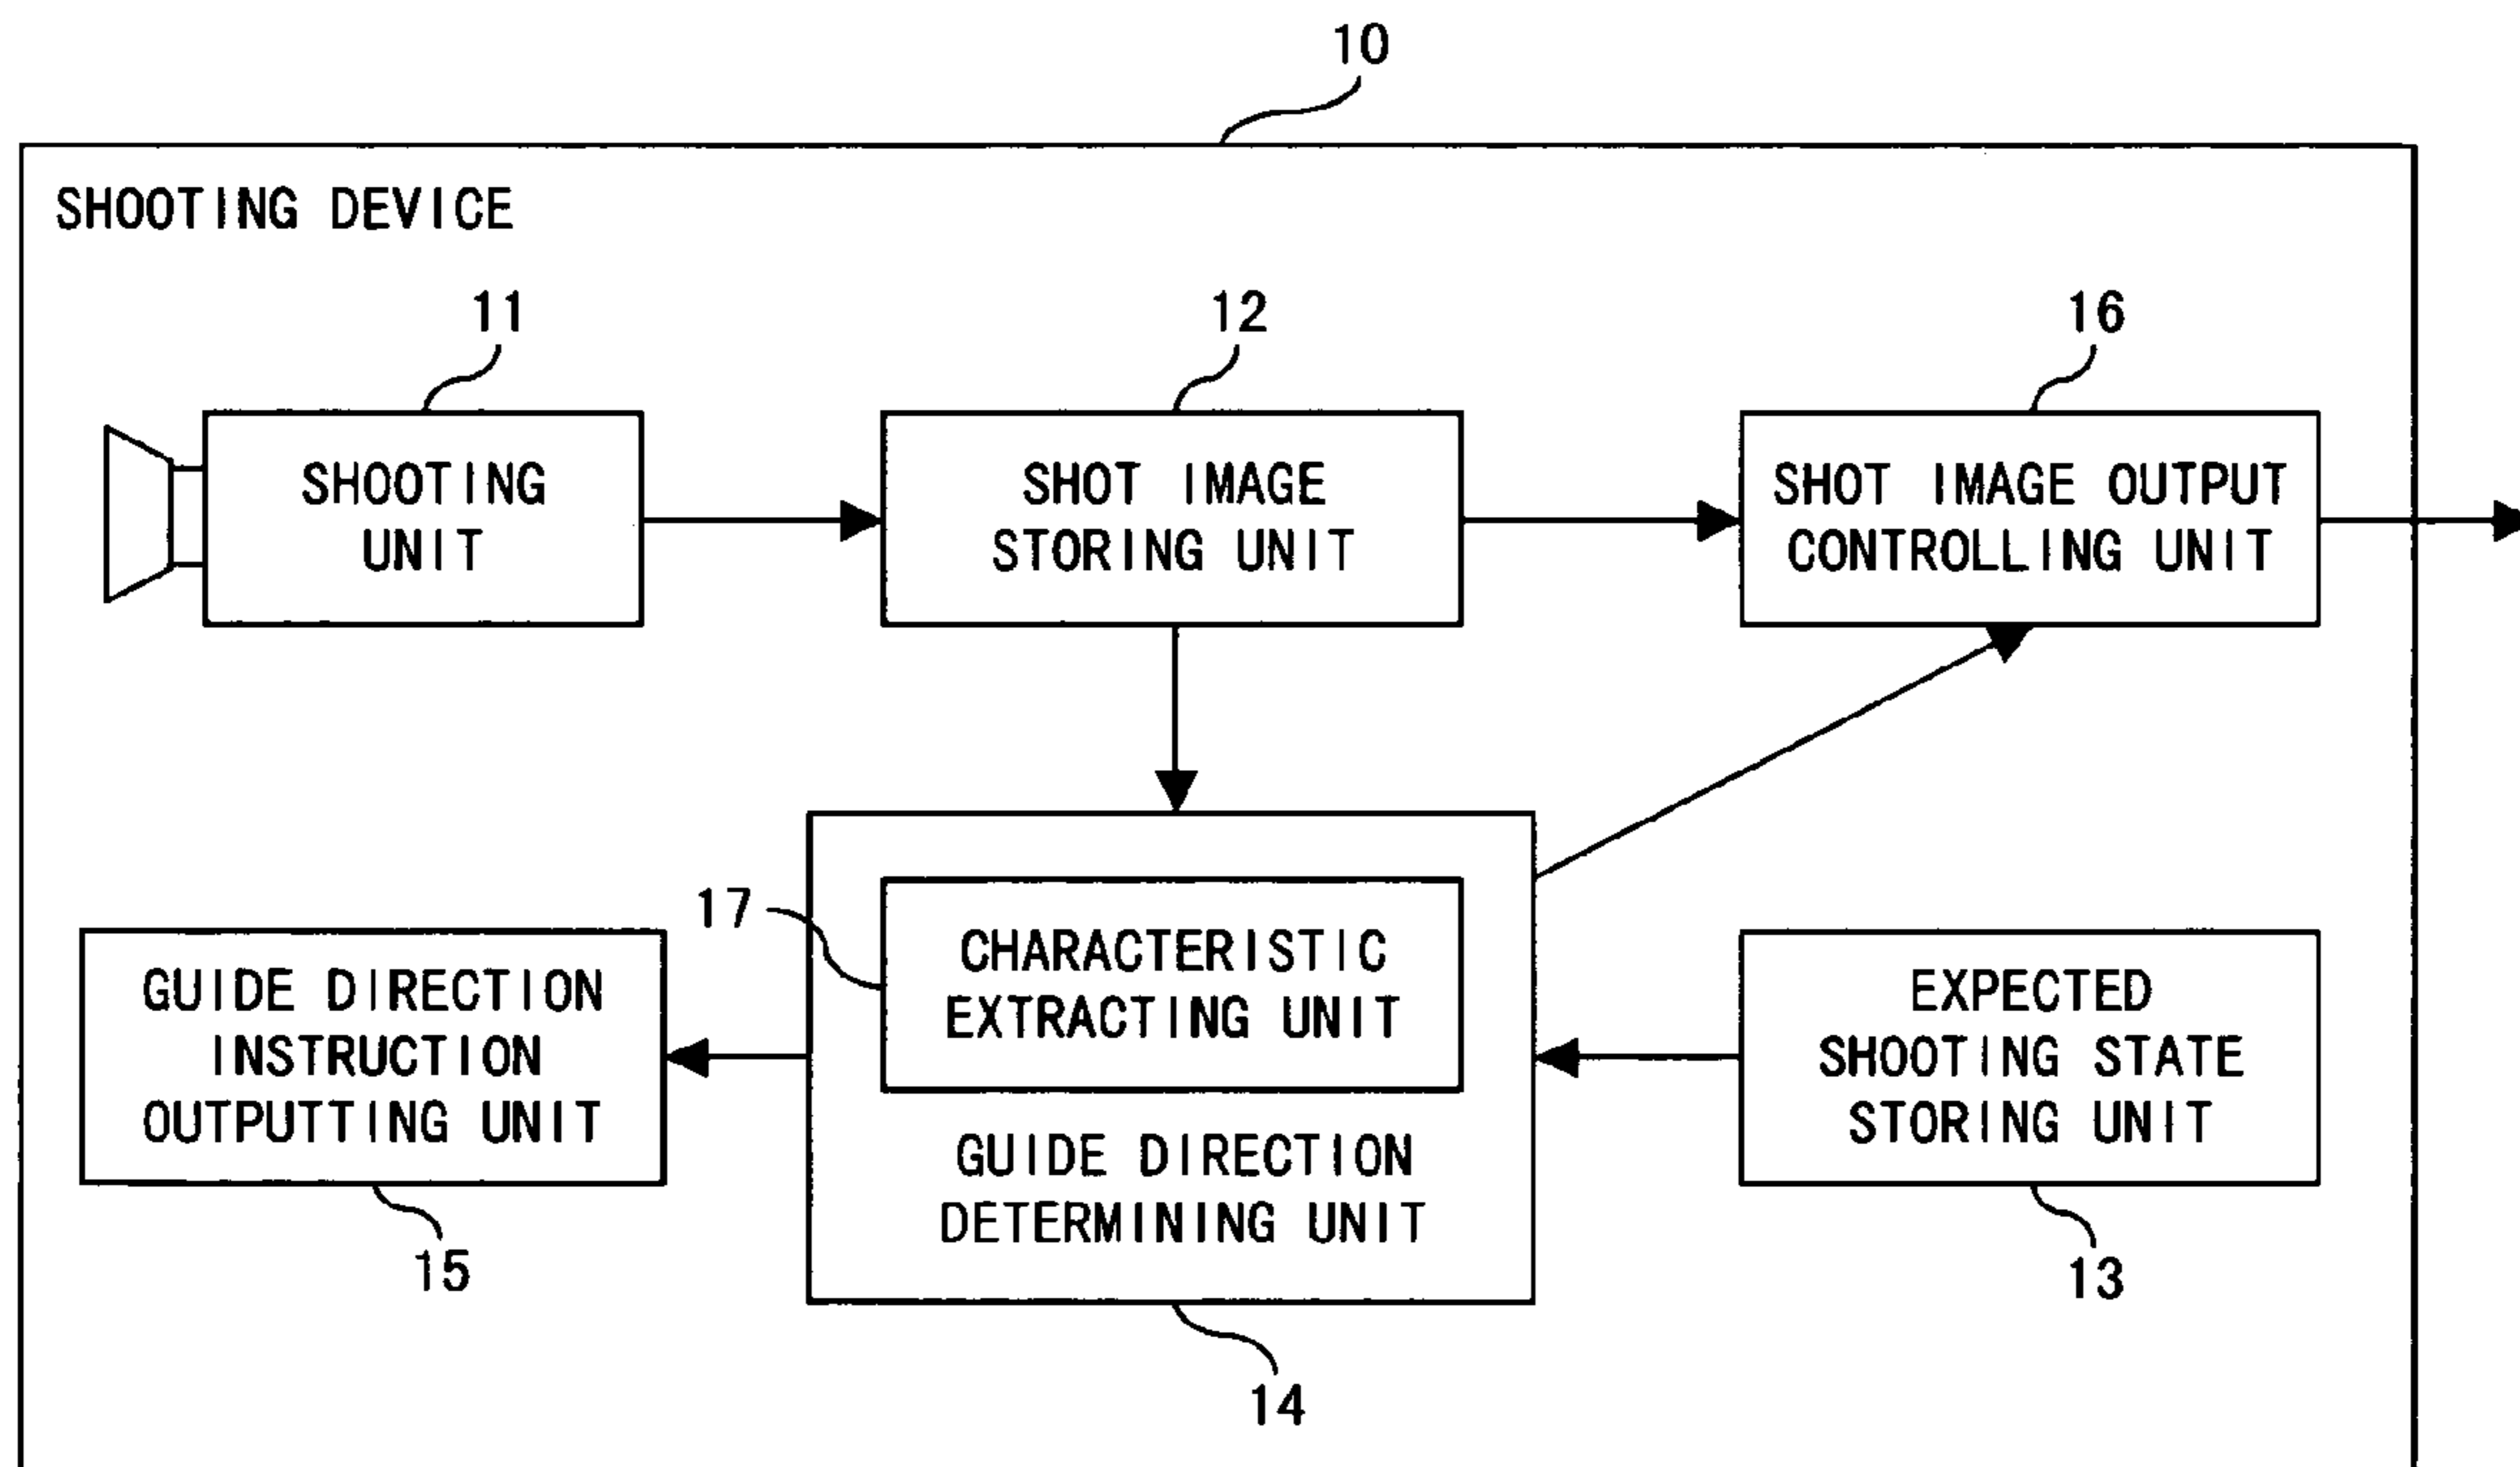 10
SHOOTING DEVICE
11
12
16
SHOOTING
UNIT
SHOT IMAGE
STORING UNIT
SHOT IMAGE OUTPUT
CONTROLLING UNIT
17
CHARACTERISTIC
EXTRACTING UNIT
GUIDE DIRECTION
INSTRUCTION
OUTPUTTING UNIT
EXPECTED
SHOOTING STATE
STORING UNIT
GUIDE DIRECTION
DETERMINING UNIT
15
13
14